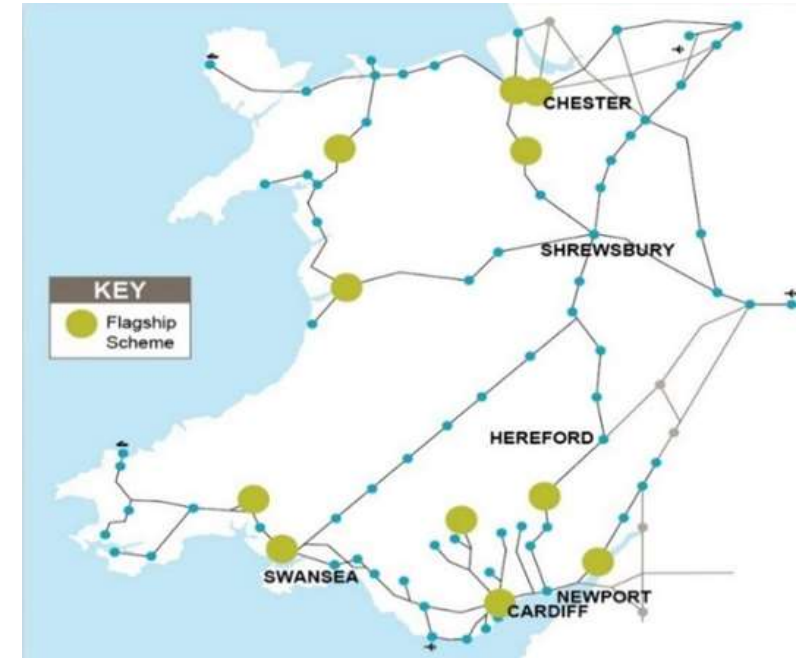 CHESTER
SHREWSBURY
KEY
Flagship
Scheme
HEREFORD
SWANSEA
NEWPORT
CARDIFF